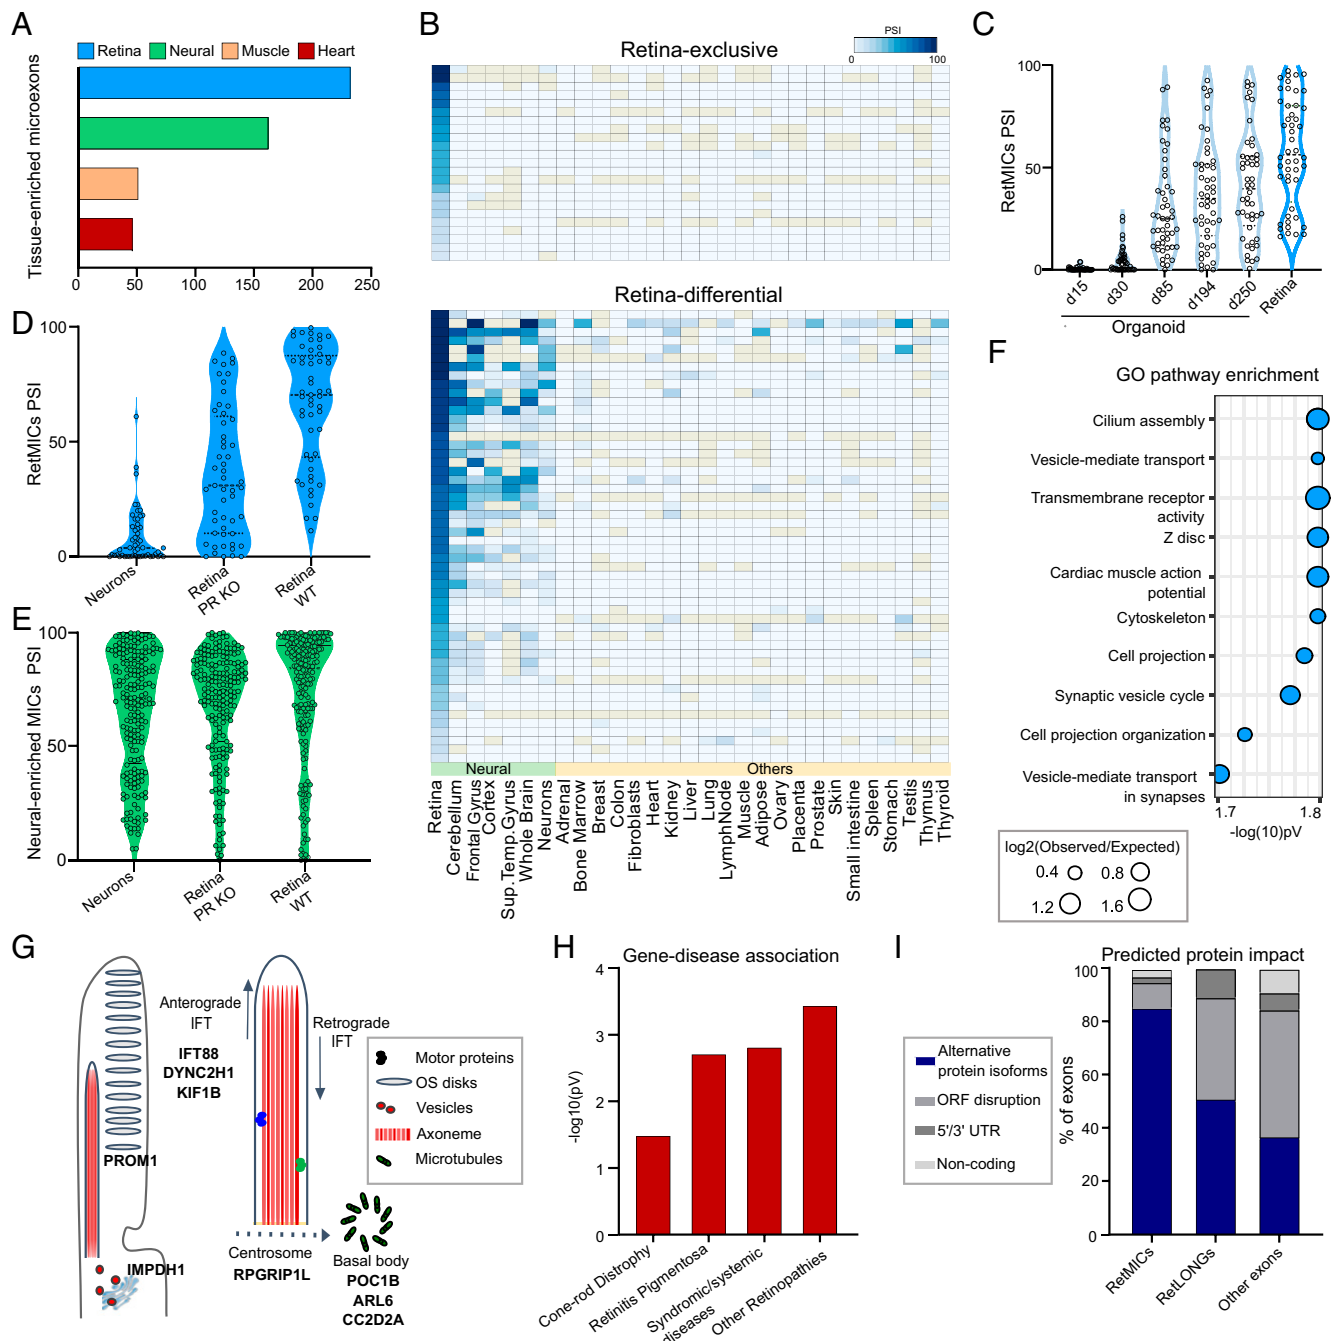 A
Retina Neural Muscle Heart
Tissue-enriched microexons
0 50 100 150 200 250
B
Retina-exclusive
PSI
0 100
Retina-differential
Neural Others
Retina
Cerebellum
Frontal Gyrus
Cortex
Sup.Temp.Gyrus
Whole Brain
Neurons
Adrenal
Bone Marrow
Breast
Colon
Fibroblasts
Heart
Kidney
Liver
Lung
LymphNode
Muscle
Adipose
Ovary
Placenta
Prostate
Skin
Small intestine
Spleen
Stomach
Testis
Thymus
Thyroid
C
RetMICs PSI
100
50
0
d15 d30 d85 d194 d250 Retina
Organoid
D
RetMICs PSI
100
50
0
Neurons
Retina
PR KO
Retina
WT
E
Neural-enriched MICs PSI
100
50
0
Neurons
Retina
PR KO
Retina
WT
F
GO pathway enrichment
Cilium assembly
Vesicle-mediate transport
Transmembrane receptor
activity
Z disc
Cardiac muscle action
potential
Cytoskeleton
Cell projection
Synaptic vesicle cycle
Cell projection organization
Vesicle-mediate transport
in synapses
1.7 1.8
-log(10)pV
log2(Observed/Expected)
0.4 0.8
1.2 1.6
G
Anterograde
IFT
IFT88
DYNC2H1
KIF1B
Retrograde
IFT
PROM1
IMPDH1
Centrosome
RPGRIP1L
Basal body
POC1B
ARL6
CC2D2A
Motor proteins
OS disks
Vesicles
Axoneme
Microtubules
H
Gene-disease association
-log10(pV)
4
3
2
1
0
Cone-rod Distrophy
Retinitis Pigmentosa
Syndromic/systemic
diseases
Other Retinopathies
I
Predicted protein impact
Alternative
protein isoforms
ORF disruption
5'/3' UTR
Non-coding
% of exons
100
80
60
40
20
0
RetMICs
RetLONGs
Other exons